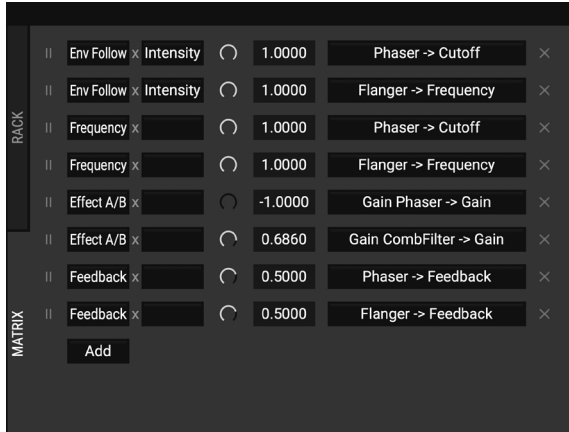 Env Follow x Intensity 1.0000 Phaser -> Cutoff ×
Env Follow x Intensity 1.0000 Flanger -> Frequency ×
RACK
Frequency x 1.0000 Phaser -> Cutoff ×
Frequency x 1.0000 Flanger -> Frequency ×
Effect A/B x -1.0000 Gain Phaser -> Gain ×
Effect A/B x 0.6860 Gain CombFilter -> Gain ×
Feedback x 0.5000 Phaser -> Feedback ×
Feedback x 0.5000 Flanger -> Feedback ×
MATRIX
Add